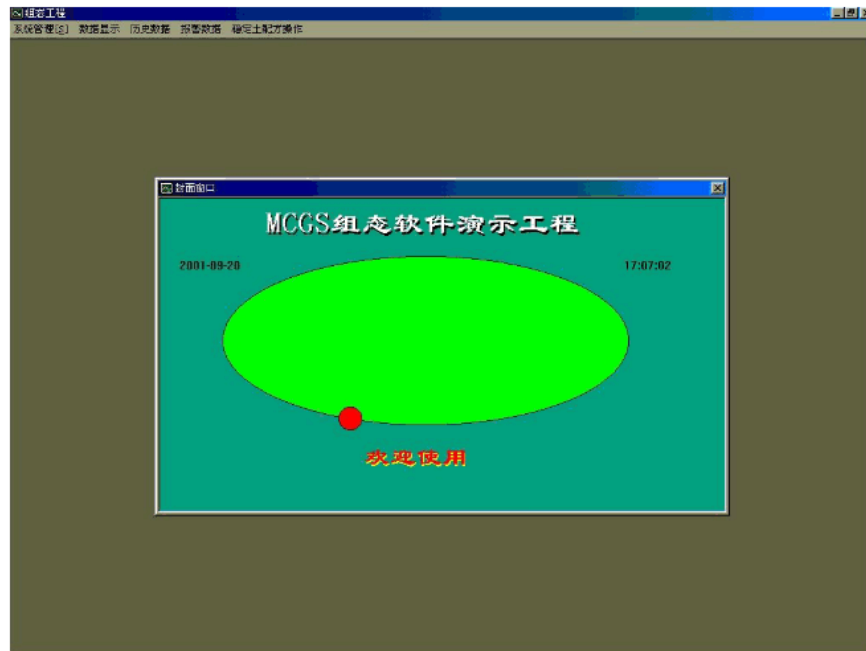 组态工程
系统管理[S] 数据显示 历史数据 报警数据 稳定土配方操作
封面窗口
MCGS组态软件演示工程
2001-09-20
17:07:02
欢迎使用